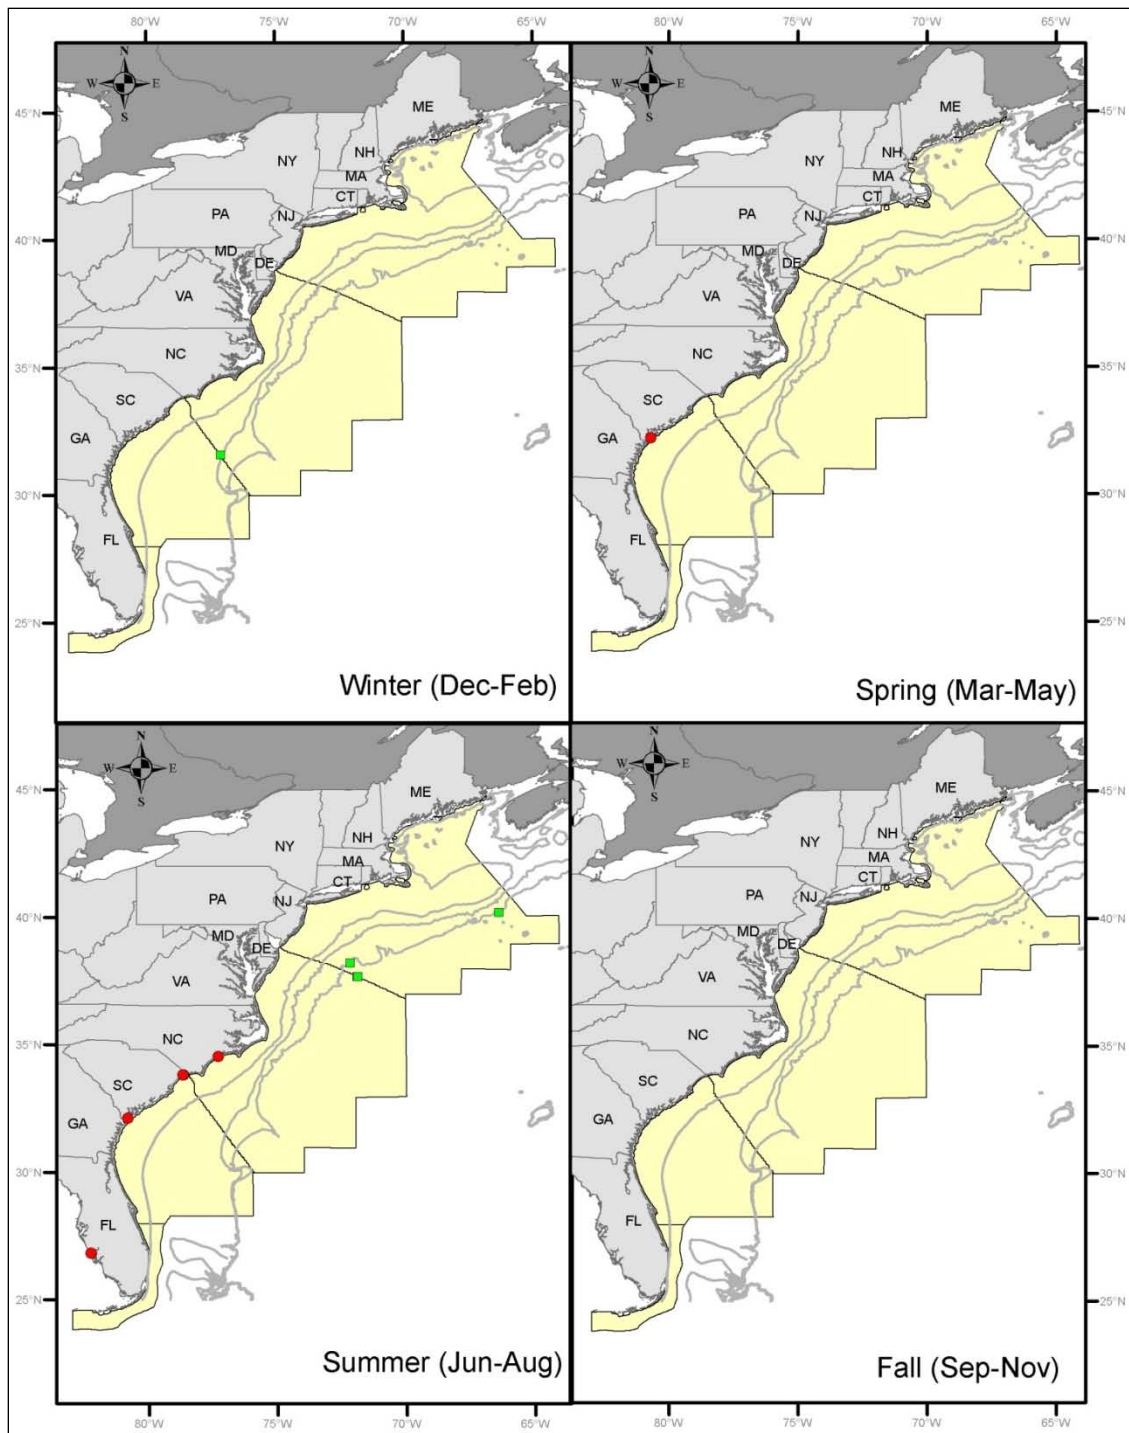 80°W 75°W 70°W 65°W 80°W 75°W 70°W 65°W
N
W E
S
ME
NH
NY
MA
CT
PA
NJ
MD
DE
VA
NC
SC
GA
FL
45°N
40°N
35°N
30°N
25°N
Winter (Dec-Feb)
N
W E
S
ME
NH
NY
MA
CT
PA
NJ
MD
DE
VA
NC
SC
GA
FL
45°N
40°N
35°N
30°N
25°N
Spring (Mar-May)
N
W E
S
ME
NH
NY
MA
CT
PA
NJ
MD
DE
VA
NC
SC
GA
FL
45°N
40°N
35°N
30°N
25°N
Summer (Jun-Aug)
N
W E
S
ME
NH
NY
MA
CT
PA
NJ
MD
DE
VA
NC
SC
GA
FL
45°N
40°N
35°N
30°N
25°N
Fall (Sep-Nov)
80°W 75°W 70°W 65°W 80°W 75°W 70°W 65°W